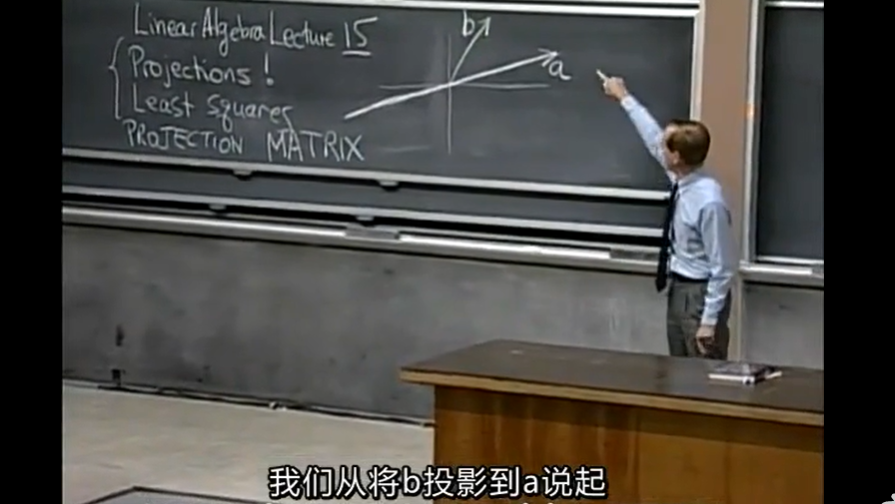 Linear Algebra Lecture 15
Projections!
Least squares
PROJECTION MATRIX
b
a
我们从将b投影到a说起